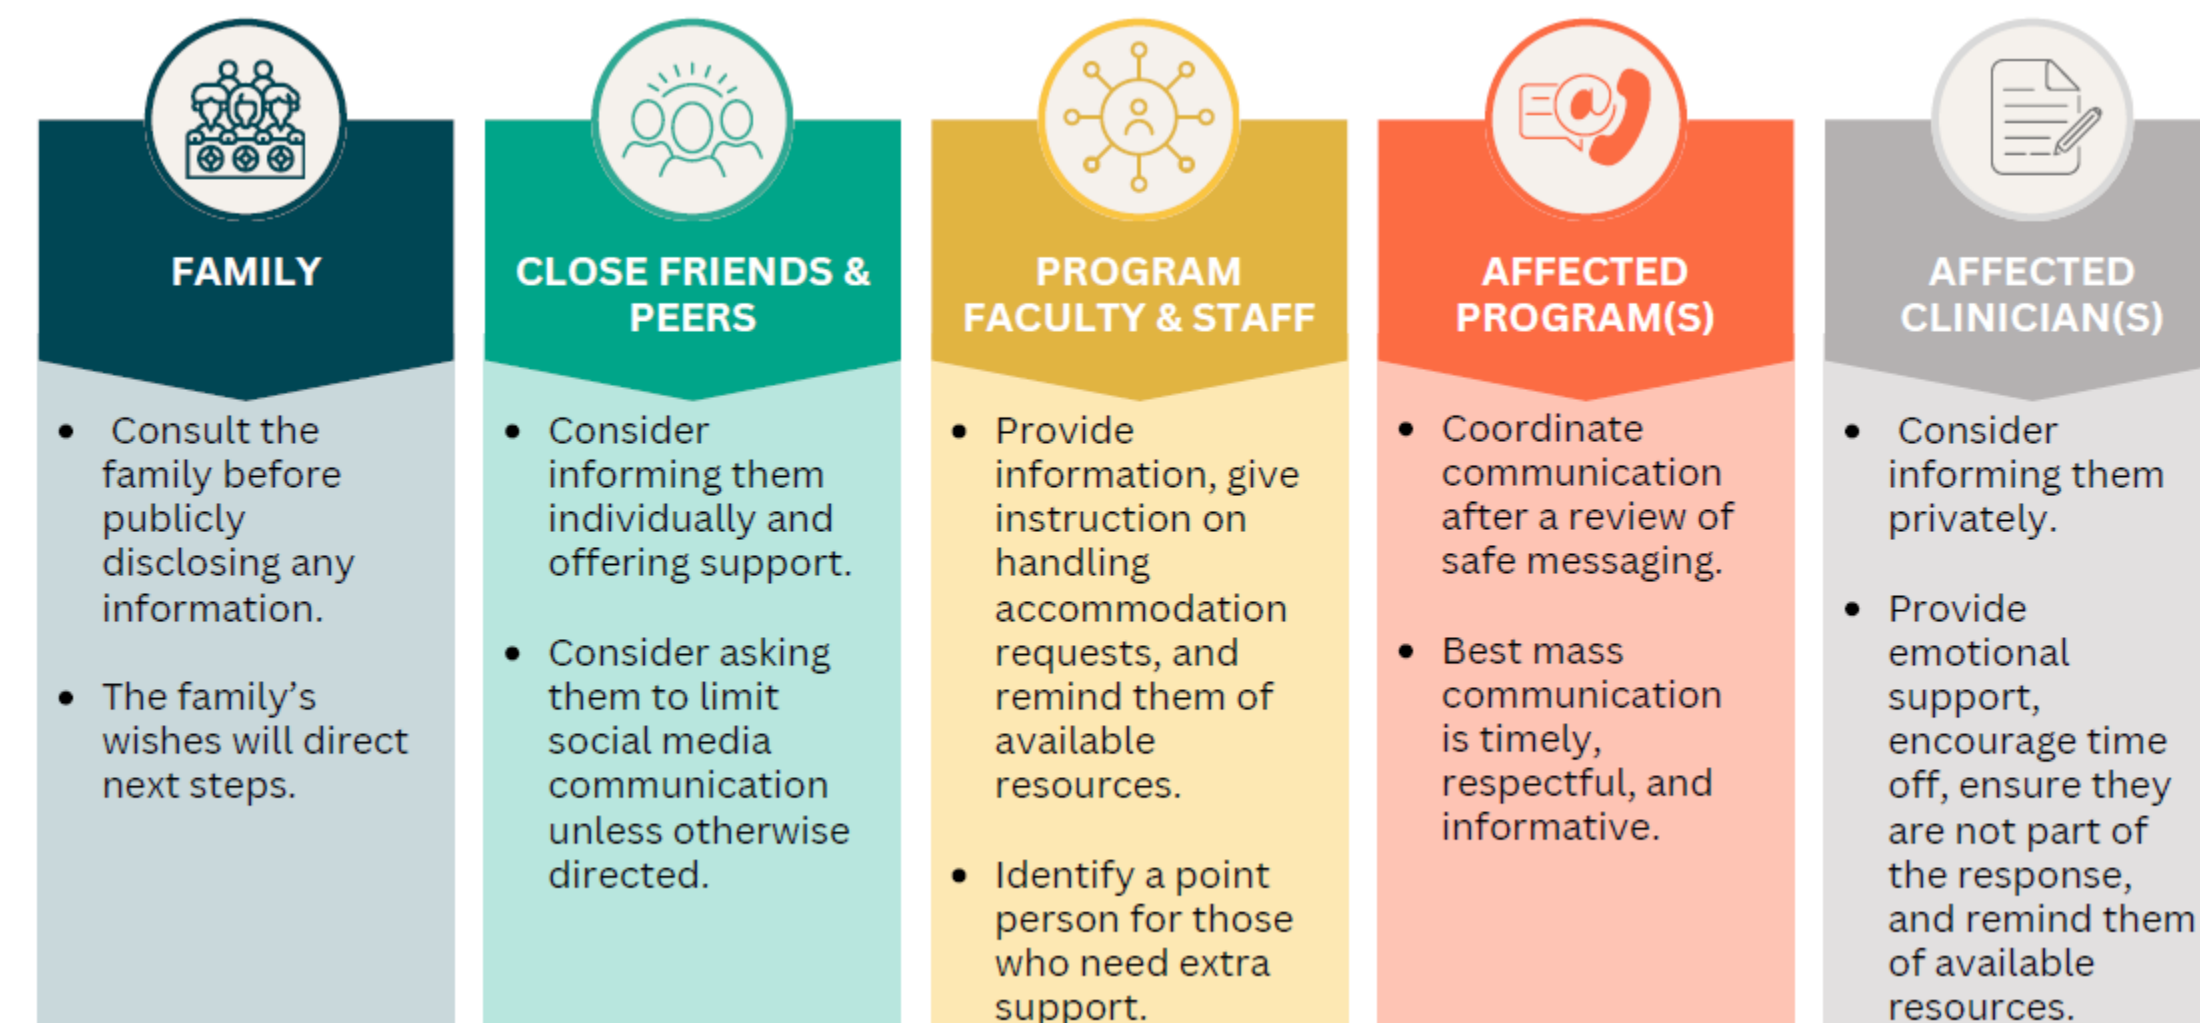 FAMILY
• Consult the
family before
publicly
disclosing any
information.
• The family’s
wishes will direct
next steps.
CLOSE FRIENDS &
PEERS
• Consider
informing them
individually and
offering support.
• Consider asking
them to limit
social media
communication
unless otherwise
directed.
PROGRAM
FACULTY & STAFF
• Provide
information, give
instruction on
handling
accommodation
requests, and
remind them of
available
resources.
• Identify a point
person for those
who need extra
support.
AFFECTED
PROGRAM(S)
• Coordinate
communication
after a review of
safe messaging.
• Best mass
communication
is timely,
respectful, and
informative.
AFFECTED
CLINICIAN(S)
• Consider
informing them
privately.
• Provide
emotional
support,
encourage time
off, ensure they
are not part of
the response,
and remind them
of available
resources.